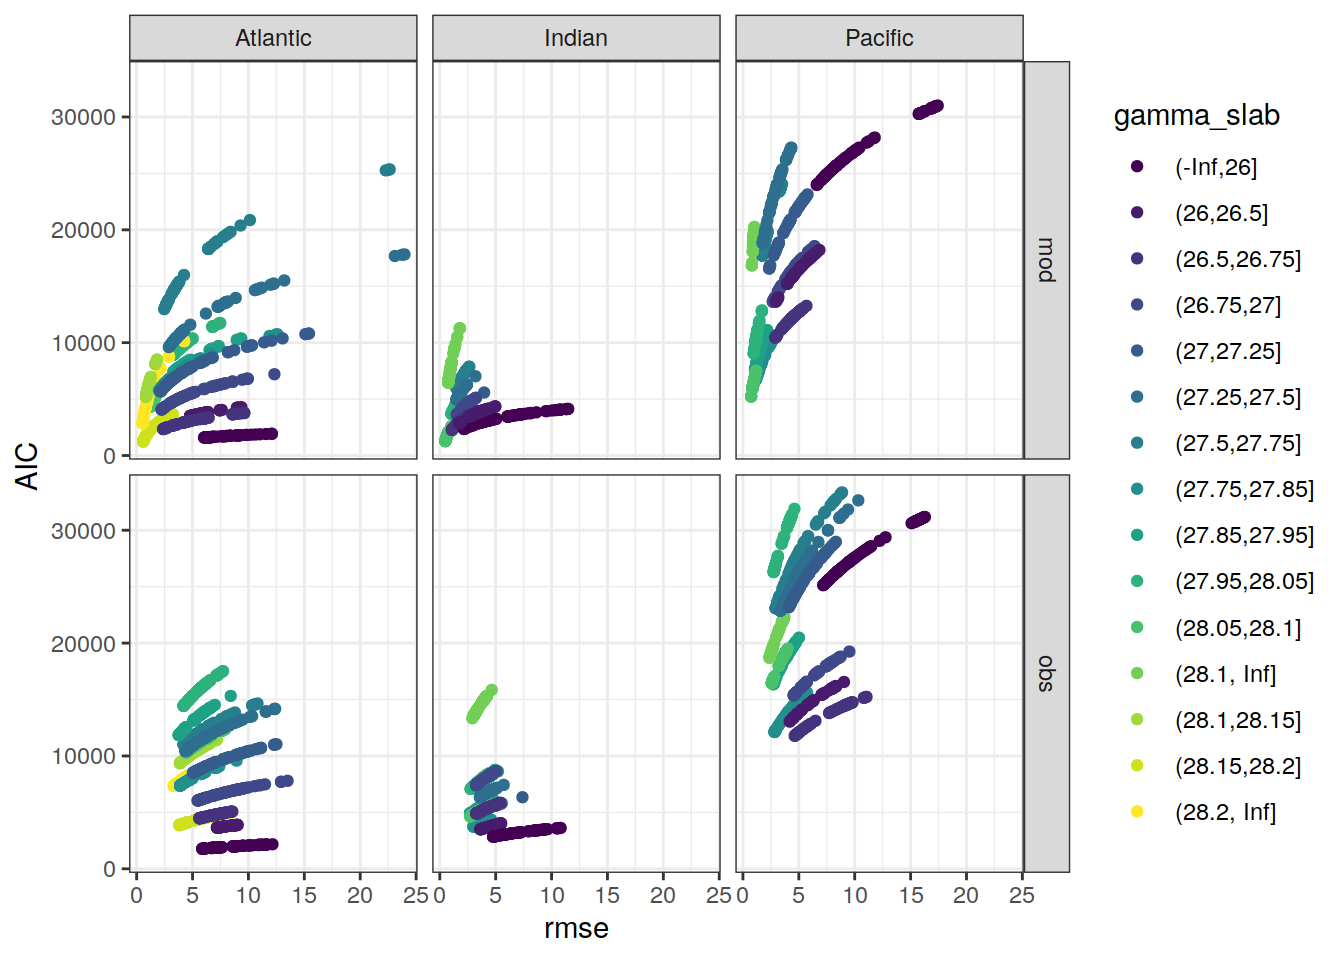 Atlantic
Indian
Pacific
30000
20000
10000
0
mod
30000
20000
10000
0
obs
0 5 10 15 20 25
0 5 10 15 20 25
0 5 10 15 20 25
rmse
AIC
gamma_slab
(-Inf,26]
(26,26.5]
(26.5,26.75]
(26.75,27]
(27,27.25]
(27.25,27.5]
(27.5,27.75]
(27.75,27.85]
(27.85,27.95]
(27.95,28.05]
(28.05,28.1]
(28.1, Inf]
(28.1,28.15]
(28.15,28.2]
(28.2, Inf]